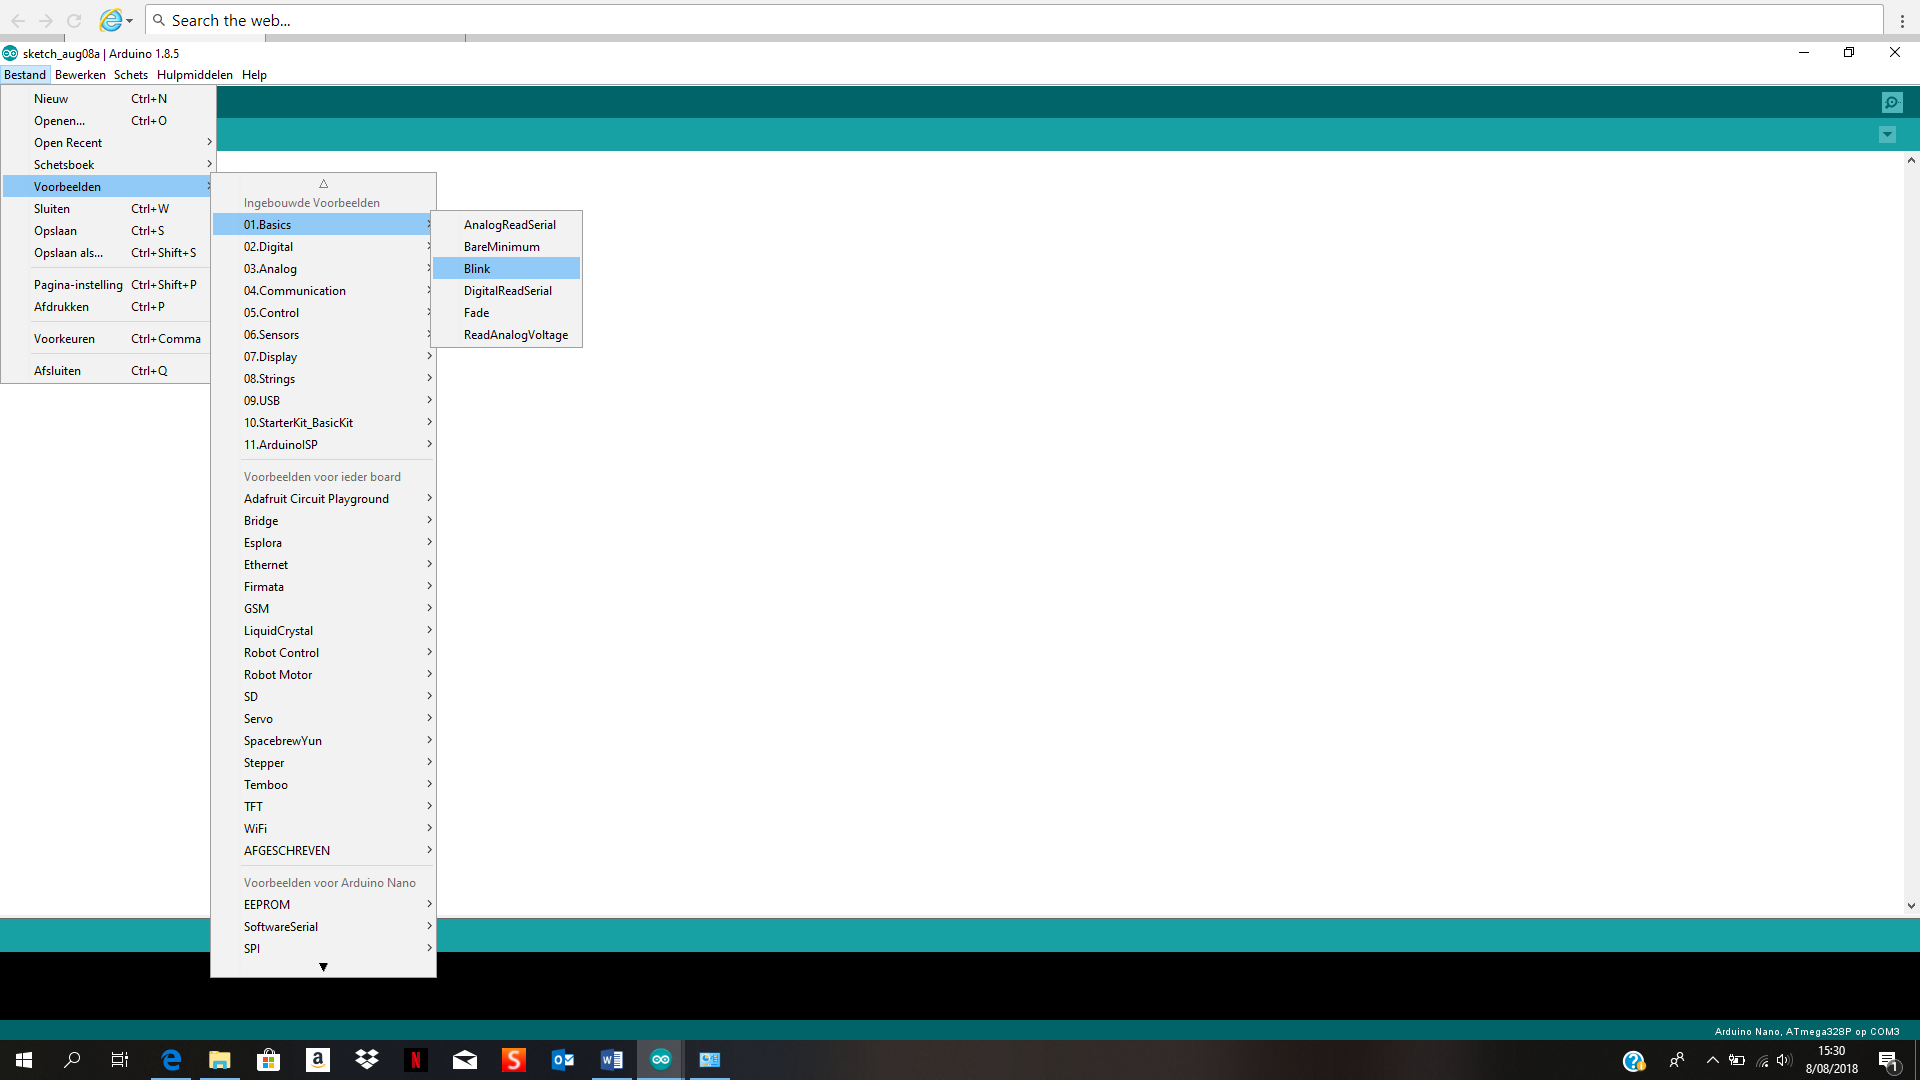 Search the web...
sketch_aug08a | Arduino 1.8.5
Bestand Bewerken Schets Hulpmiddelen Help
Nieuw Ctrl+N
Openen... Ctrl+O
Open Recent
Schetsboek
Voorbeelden
Sluiten Ctrl+W
Opslaan Ctrl+S
Opslaan als... Ctrl+Shift+S
Pagina-instelling Ctrl+Shift+P
Afdrukken Ctrl+P
Voorkeuren Ctrl+Comma
Afsluiten Ctrl+Q
Ingebouwde Voorbeelden
01.Basics
02.Digital
03.Analog
04.Communication
05.Control
06.Sensors
07.Display
08.Strings
09.USB
10.StarterKit_BasicKit
11.ArduinoISP
Voorbeelden voor ieder board
Adafruit Circuit Playground
Bridge
Esplora
Ethernet
Firmata
GSM
LiquidCrystal
Robot Control
Robot Motor
SD
Servo
SpacebrewYun
Stepper
Temboo
TFT
WiFi
AFGESCHREVEN
Voorbeelden voor Arduino Nano
EEPROM
SoftwareSerial
SPI
AnalogReadSerial
BareMinimum
Blink
DigitalReadSerial
Fade
ReadAnalogVoltage
Arduino Nano, ATmega328P op COM3
15:30
8/08/2018
1